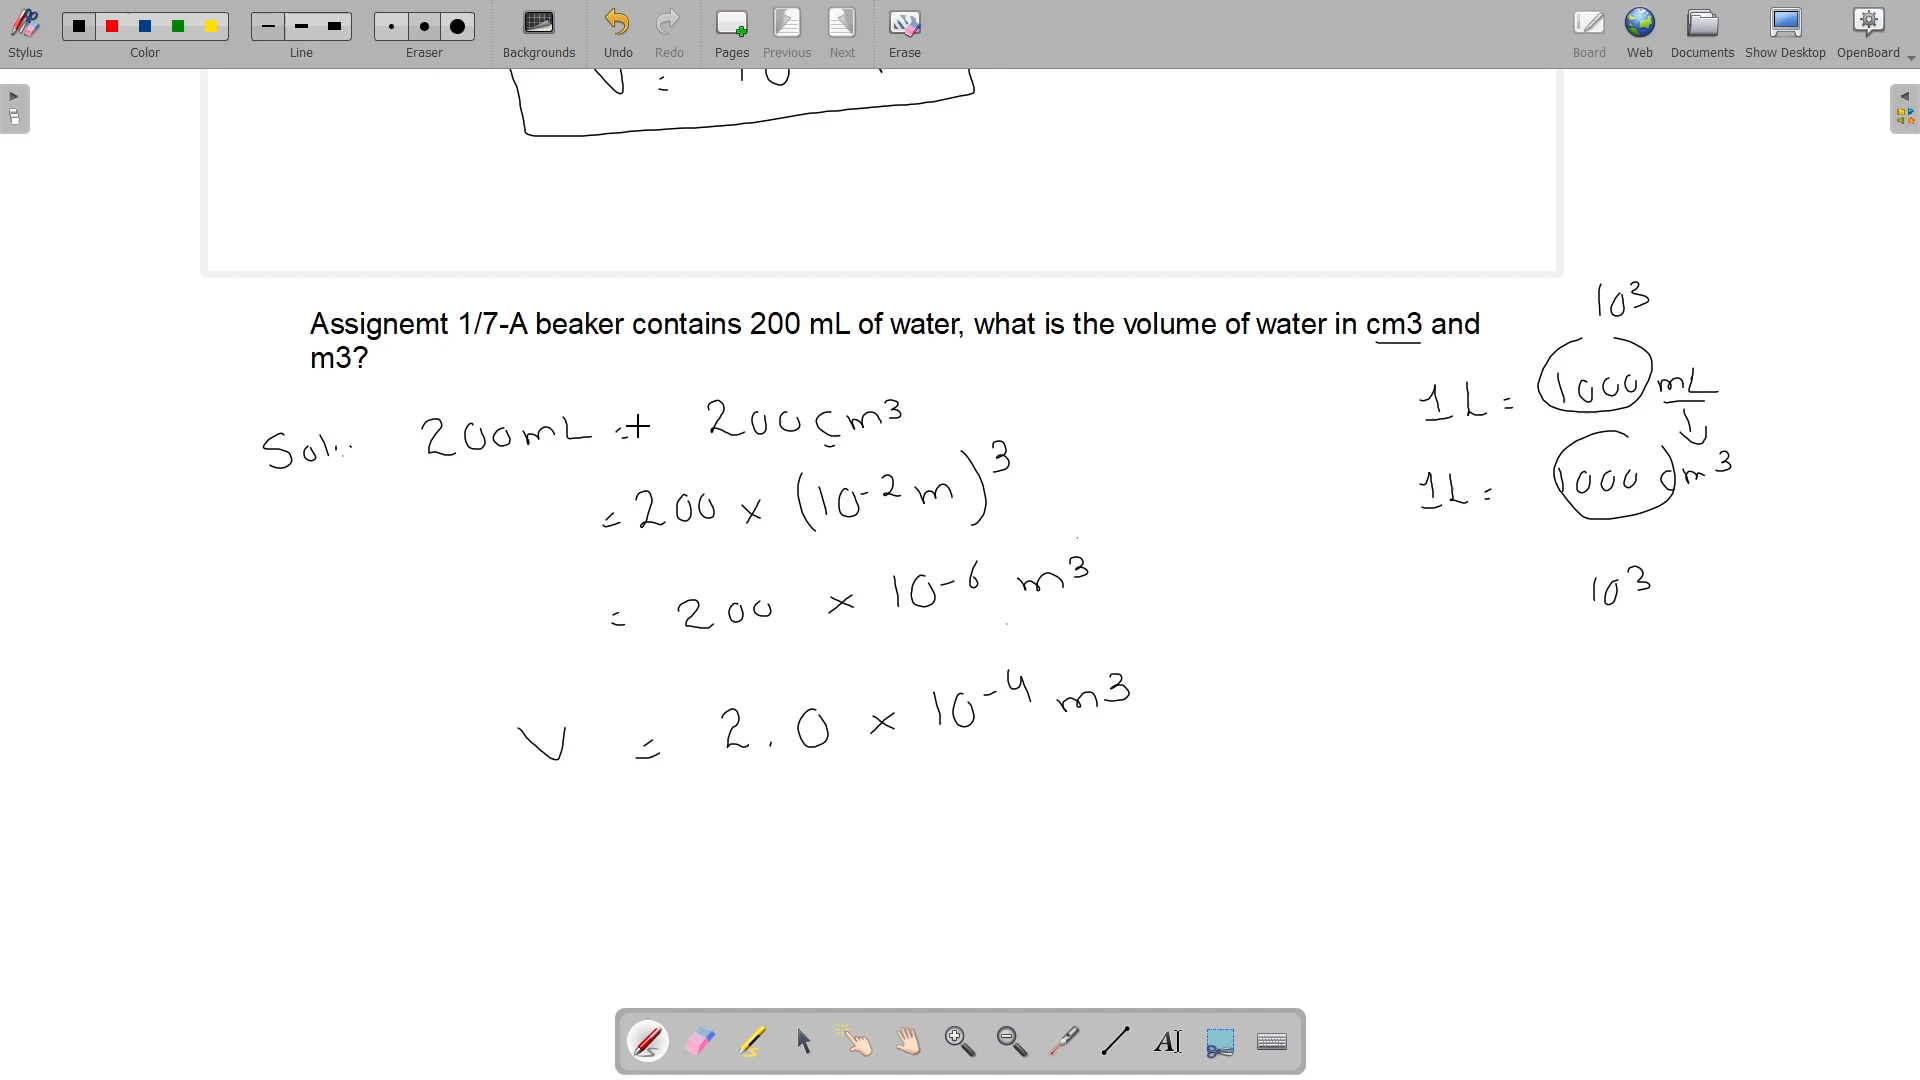 Stylus Color Line Eraser Backgrounds Undo Redo Pages Previous Next Erase Board Web Documents Show Desktop OpenBoard
V = 10
Assignemt 1/7-A beaker contains 200 mL of water, what is the volume of water in cm3 and
m3?
Sol:. 200mL = 200cm³
= 200 × (10⁻² m)³
= 200 × 10⁻⁶ m³
V = 2.0 × 10⁻⁴ m³
10³
1L = 1000 mL
1L = 1000 cm³
10³